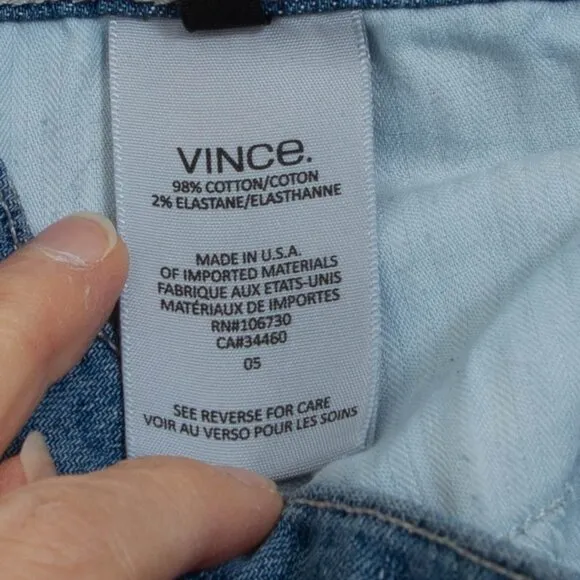 VINCe.
98% COTTON/COTON
2% ELASTANE/ELASTHANNE
MADE IN U.S.A.
OF IMPORTED MATERIALS
FABRIQUE AUX ETATS-UNIS
MATÉRIAUX DE IMPORTES
RN#106730
CA#34460
05
SEE REVERSE FOR CARE
VOIR AU VERSO POUR LES SOINS